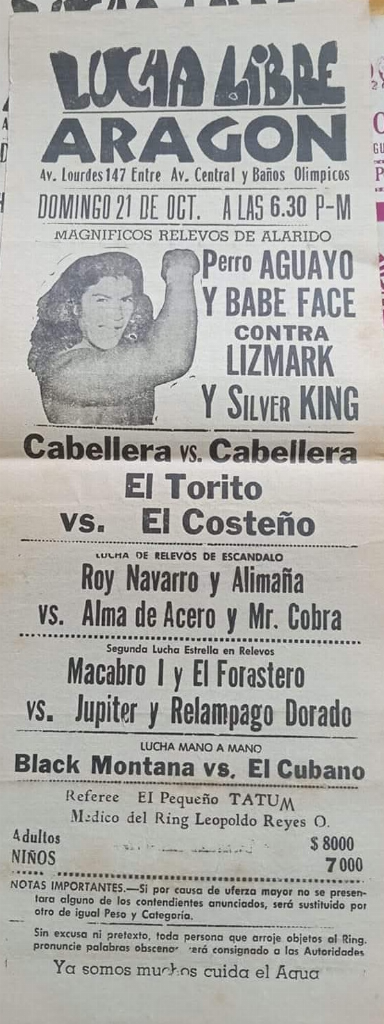 LUCHA LIBRE
ARAGON
Av. Lourdes 147 Entre Av. Central y Baños Olimpicos
DOMINGO 21 DE OCT. A LAS 6.30 P-M
MAGNIFICOS RELEVOS DE ALARIDO
Perro AGUAYO
Y BABE FACE
CONTRA
LIZMARK
Y SILVER KING
Cabellera vs. Cabellera
El Torito
vs. El Costeño
LUCHA DE RELEVOS DE ESCANDALO
Roy Navarro y Alimaña
vs. Alma de Acero y Mr. Cobra
Segunda Lucha Estrella en Relevos
Macabro I y El Forastero
vs. Jupiter y Relampago Dorado
LUCHA MANO A MANO
Black Montana vs. El Cubano
Referee El Pequeño TATUM
Medico del Ring Leopoldo Reyes O.
Adultos $ 8000
NIÑOS 7000
NOTAS IMPORTANTES.—Si por causa de uferza mayor no se presen-
tara alguno de los contendientes anunciados, será sustituido por
otro de igual Peso y Categoría.
Sin excusa ni pretexto, toda persona que arroje objetos al Ring,
pronuncie palabras obscenas será consignado a las Autoridades
Ya somos muchos cuida el Agua